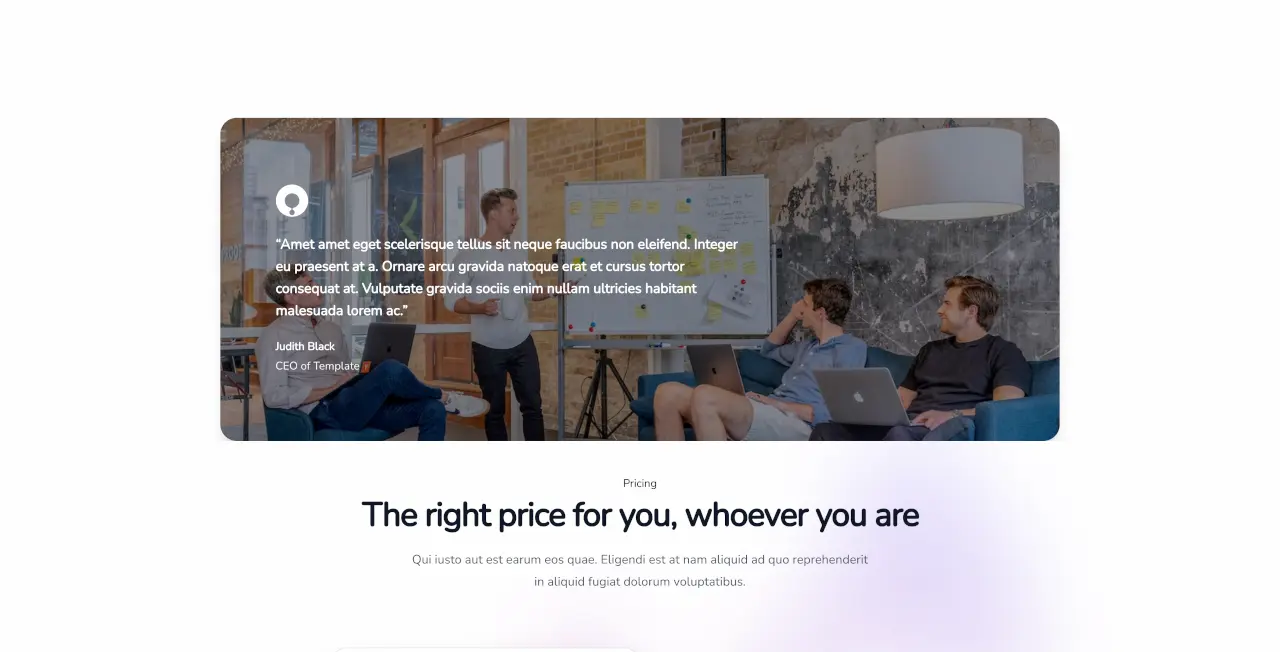 “Amet amet eget scelerisque tellus sit neque faucibus non eleifend. Integer
eu praesent at a. Ornare arcu gravida natoque erat et cursus tortor
consequat at. Vulputate gravida sociis enim nullam ultricies habitant
malesuada lorem ac.”
Judith Black
CEO of Template
Pricing
The right price for you, whoever you are
Qui iusto aut est earum eos quae. Eligendi est at nam aliquid ad quo reprehenderit
in aliquid fugiat dolorum voluptatibus.